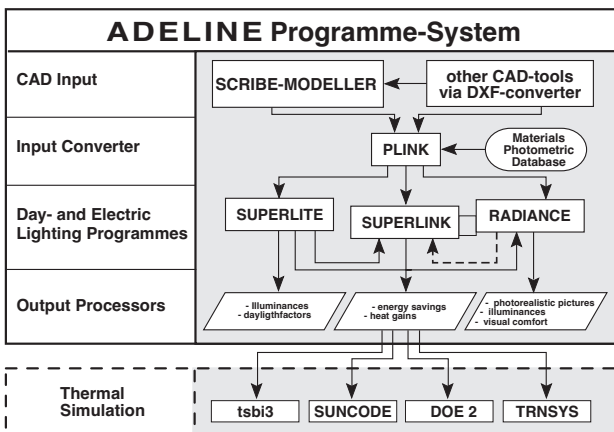 ADELINE Programme-System
CAD Input
SCRIBE-MODELLER
other CAD-tools
via DXF-converter
Input Converter
PLINK
Materials
Photometric
Database
Day- and Electric
Lighting Programmes
SUPERLITE
SUPERLINK
RADIANCE
Output Processors
- Illuminances
- dayligthfactors
- energy savings
- heat gains
- photorealistic pictures
- illuminances
- visual comfort
Thermal
Simulation
tsbi3
SUNCODE
DOE 2
TRNSYS